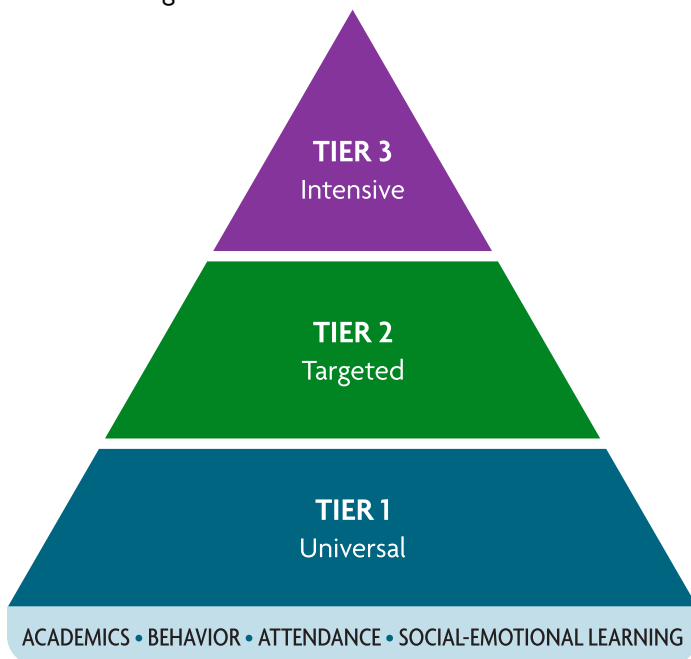 TIER 3
Intensive
TIER 2
Targeted
TIER 1
Universal
ACADEMICS • BEHAVIOR • ATTENDANCE • SOCIAL-EMOTIONAL LEARNING